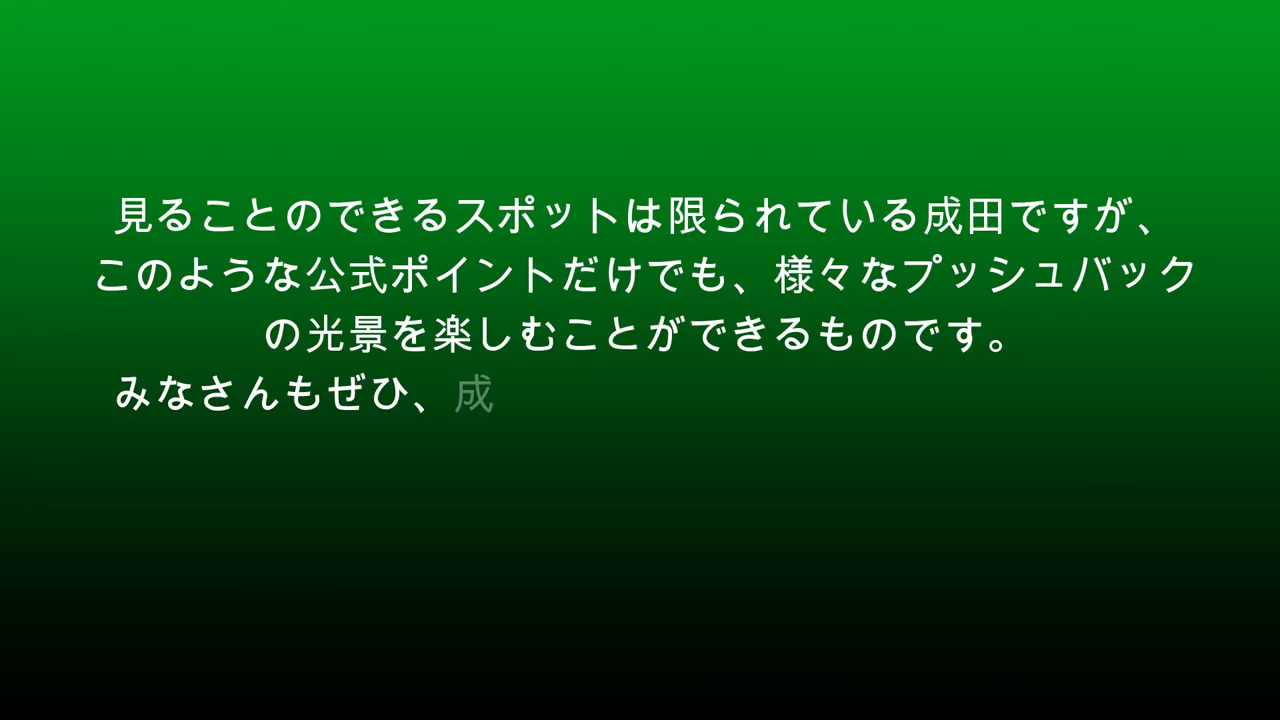 見ることのできるスポットは限られている成田ですが、
このような公式ポイントだけでも、様々なプッシュバック
の光景を楽しむことができるものです。
みなさんもぜひ、成